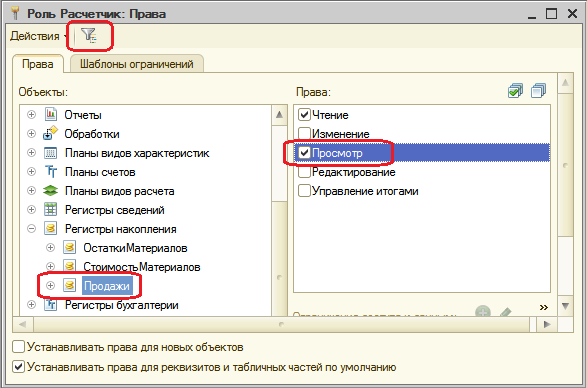 Роль Расчетчик: Права
Действия
Права
Шаблоны ограничений
Объекты:
Права:
Отчеты
Обработки
Планы видов характеристик
Планы счетов
Планы видов расчета
Регистры сведений
Регистры накопления
ОстаткиМатериалов
СтоимостьМатериалов
Продажи
Регистры бухгалтерии
Чтение
Изменение
Просмотр
Редактирование
Управление итогами
Устанавливать права для новых объектов
Устанавливать права для реквизитов и табличных частей по умолчанию